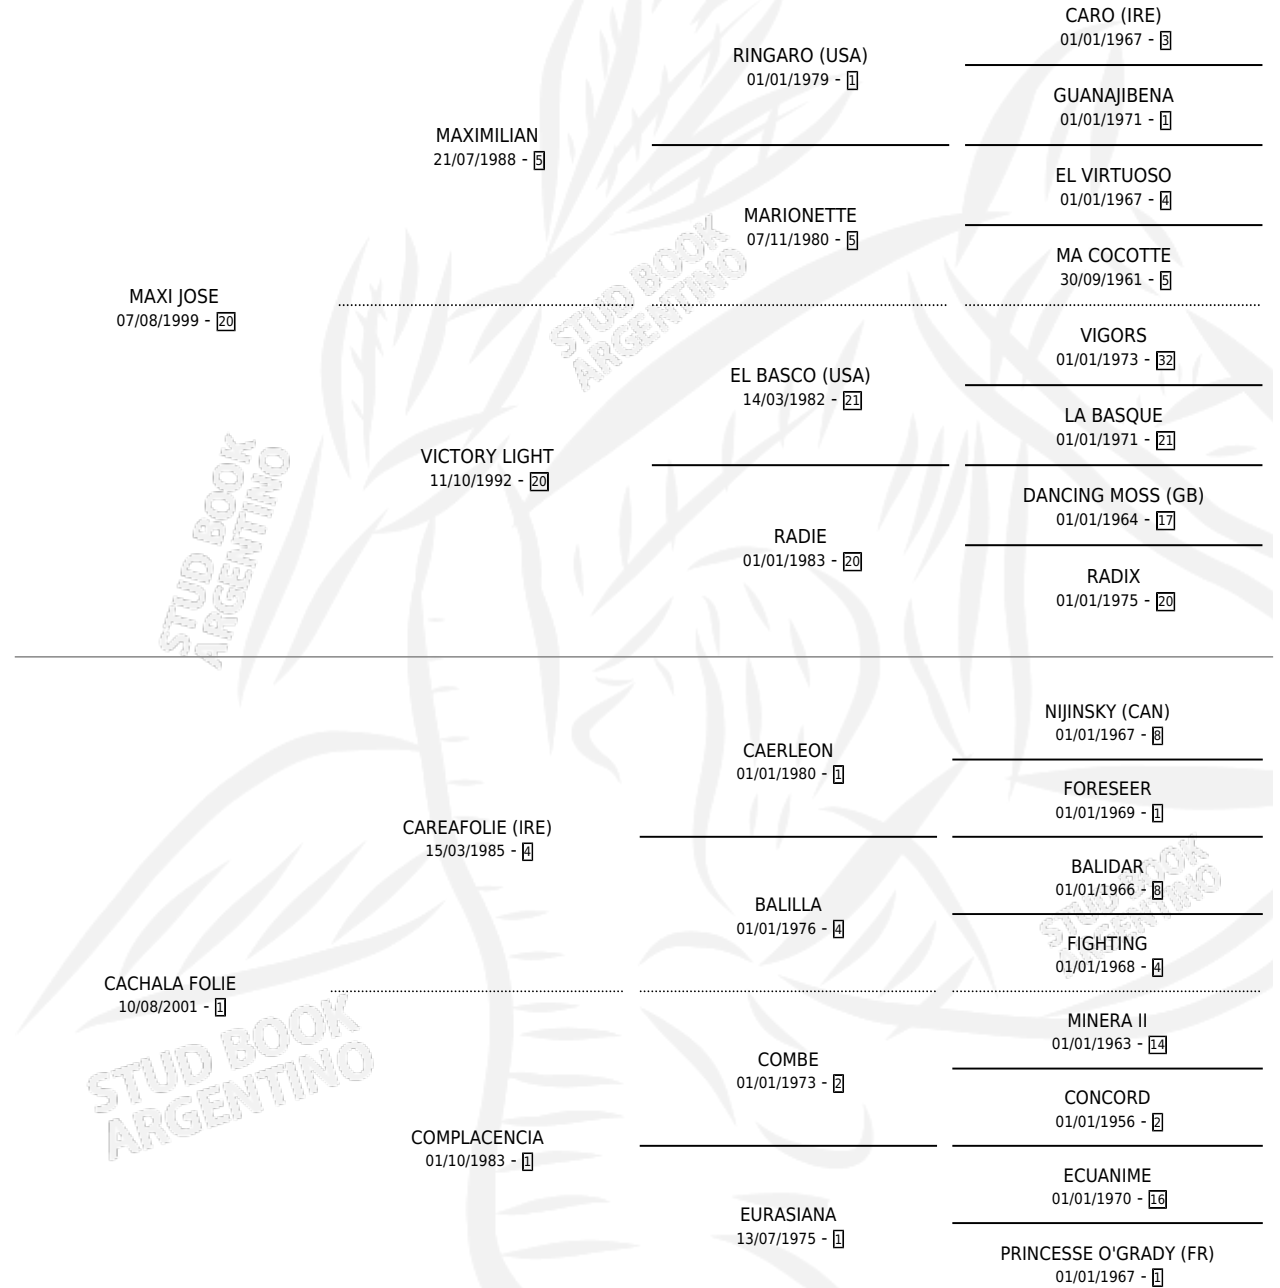 CARO (IRE)
01/01/1967 - 3
RINGARO (USA)
01/01/1979 - 1
GUANAJIBENA
01/01/1971 - 1
MAXIMILIAN
21/07/1988 - 5
EL VIRTUOSO
01/01/1967 - 4
MARIONETTE
07/11/1980 - 5
MA COCOTTE
30/09/1961 - 5
MAXI JOSE
07/08/1999 - 20
VIGORS
01/01/1973 - 32
EL BASCO (USA)
14/03/1982 - 21
LA BASQUE
01/01/1971 - 21
VICTORY LIGHT
11/10/1992 - 20
DANCING MOSS (GB)
01/01/1964 - 17
RADIE
01/01/1983 - 20
RADIX
01/01/1975 - 20
NIJINSKY (CAN)
01/01/1967 - 8
CAERLEON
01/01/1980 - 1
FORESEER
01/01/1969 - 1
CAREAFOLIE (IRE)
15/03/1985 - 4
BALIDAR
01/01/1966 - 8
BALILLA
01/01/1976 - 4
FIGHTING
01/01/1968 - 4
CACHALA FOLIE
10/08/2001 - 1
MINERA II
01/01/1963 - 14
COMBE
01/01/1973 - 2
CONCORD
01/01/1956 - 2
COMPLACENCIA
01/10/1983 - 1
ECUANIME
01/01/1970 - 16
EURASIANA
13/07/1975 - 1
PRINCESSE O'GRADY (FR)
01/01/1967 - 1
STUD BOOK
ARGENTINO
STUD BOOK
ARGENTINO
STUD BOOK
ARGENTINO
STUD BOOK
ARGENTINO